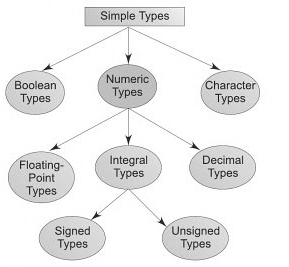 Simple Types
Boolean
Types
Numeric
Types
Character
Types
Floating-
Point
Types
Integral
Types
Decimal
Types
Signed
Types
Unsigned
Types